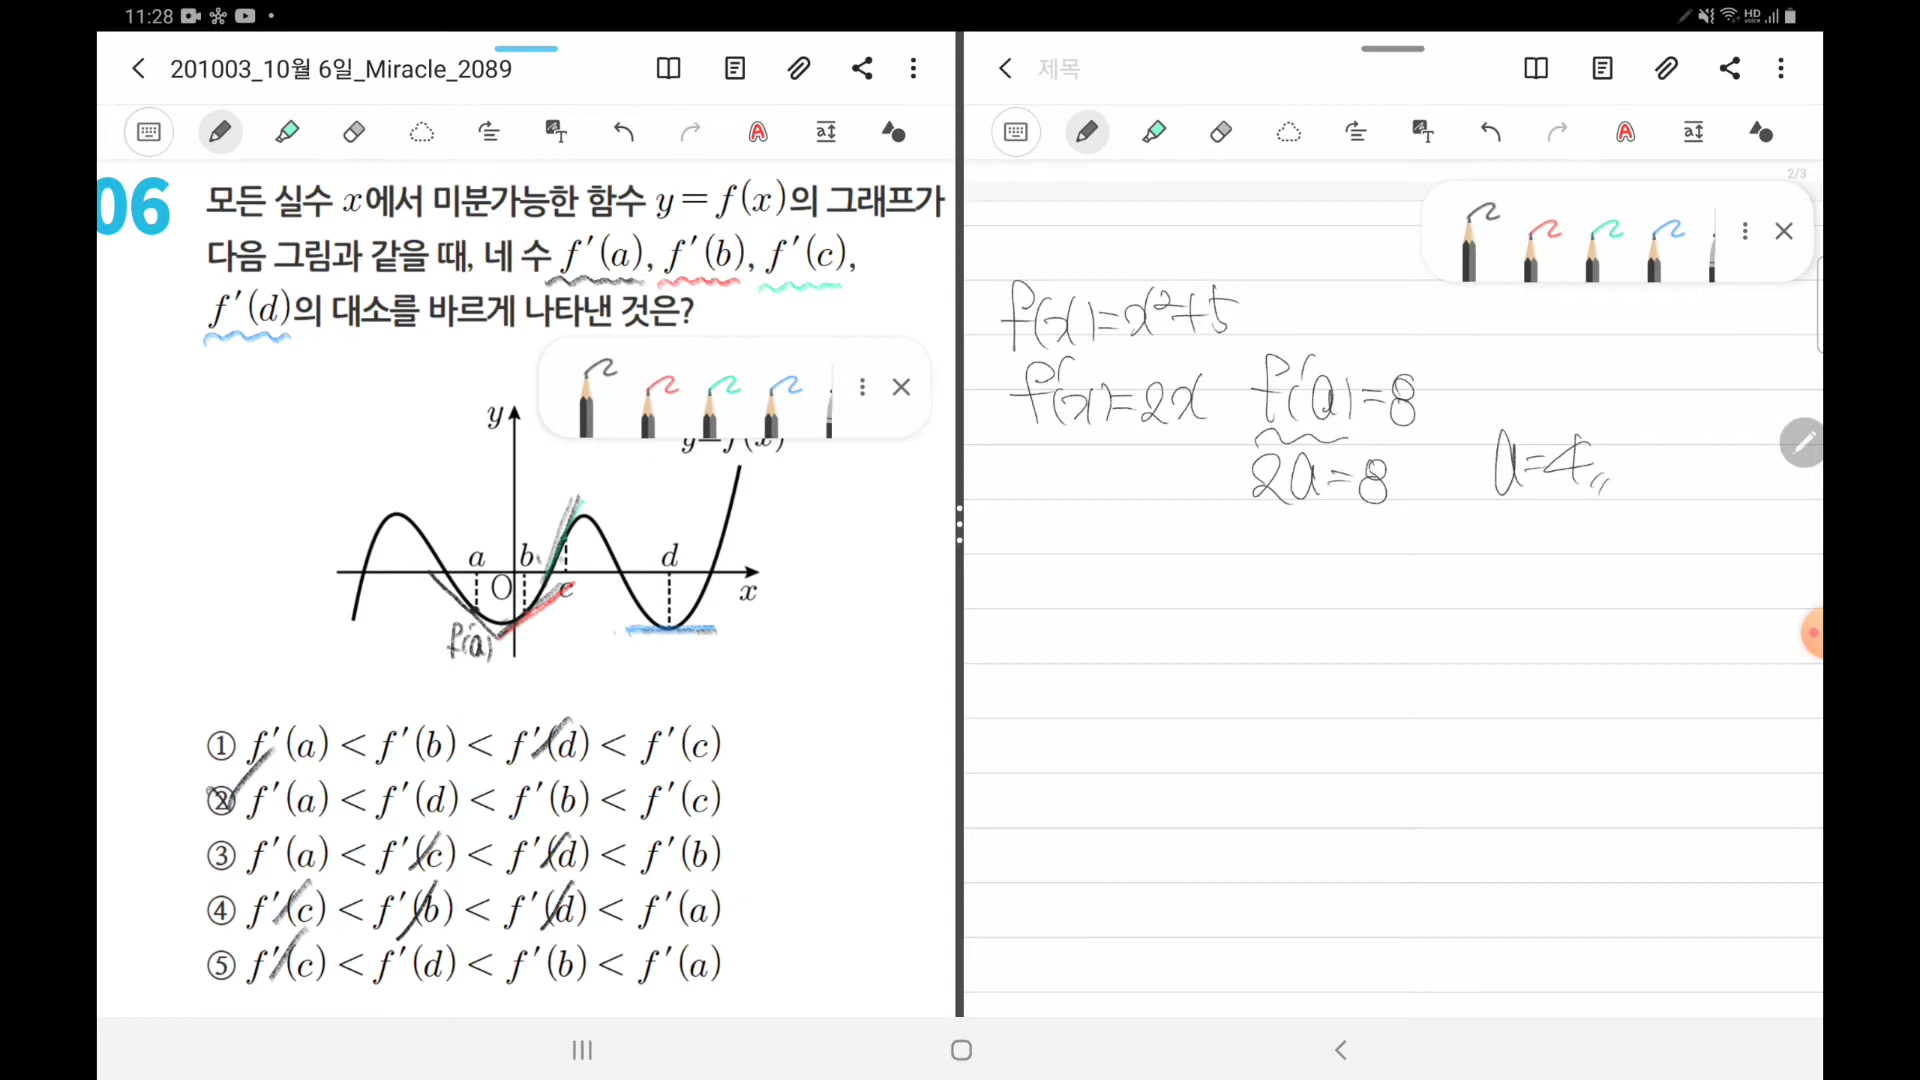 11:28
HD
voice
201003_10월 6일_Miracle_2089
제목
2/3
06
모든 실수 x에서 미분가능한 함수 y=f(x)의 그래프가
다음 그림과 같을 때, 네 수 f′(a), f′(b), f′(c),
f′(d)의 대소를 바르게 나타낸 것은?
y
y=f(x)
a b c d
O
x
f′(a)
① f′(a) < f′(b) < f′(d) < f′(c)
② f′(a) < f′(d) < f′(b) < f′(c)
③ f′(a) < f′(c) < f′(d) < f′(b)
④ f′(c) < f′(b) < f′(d) < f′(a)
⑤ f′(c) < f′(d) < f′(b) < f′(a)
f(x)=x²+5
f′(x)=2x f′(a)=8
2a=8 a=4